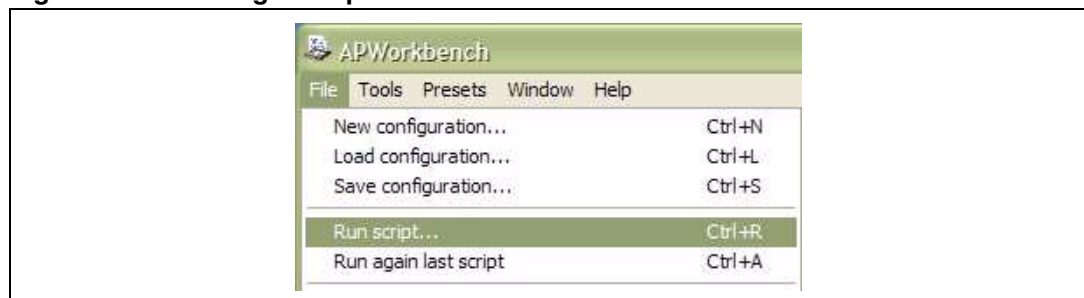 APWorkbench
File Tools Presets Window Help
New configuration... Ctrl+N
Load configuration... Ctrl+L
Save configuration... Ctrl+S
Run script... Ctrl+R
Run again last script Ctrl+A